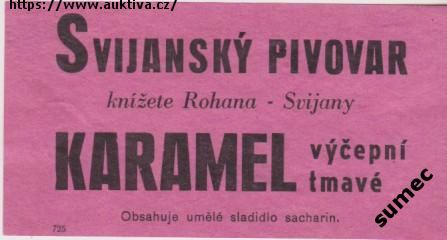 https://www.auktiva.cz/
SVIJANSKÝ PIVOVAR
knížete Rohana - Svijany
KARAMEL výčepní
tmavé
Obsahuje umělé sladidlo sacharin.
725
sumec